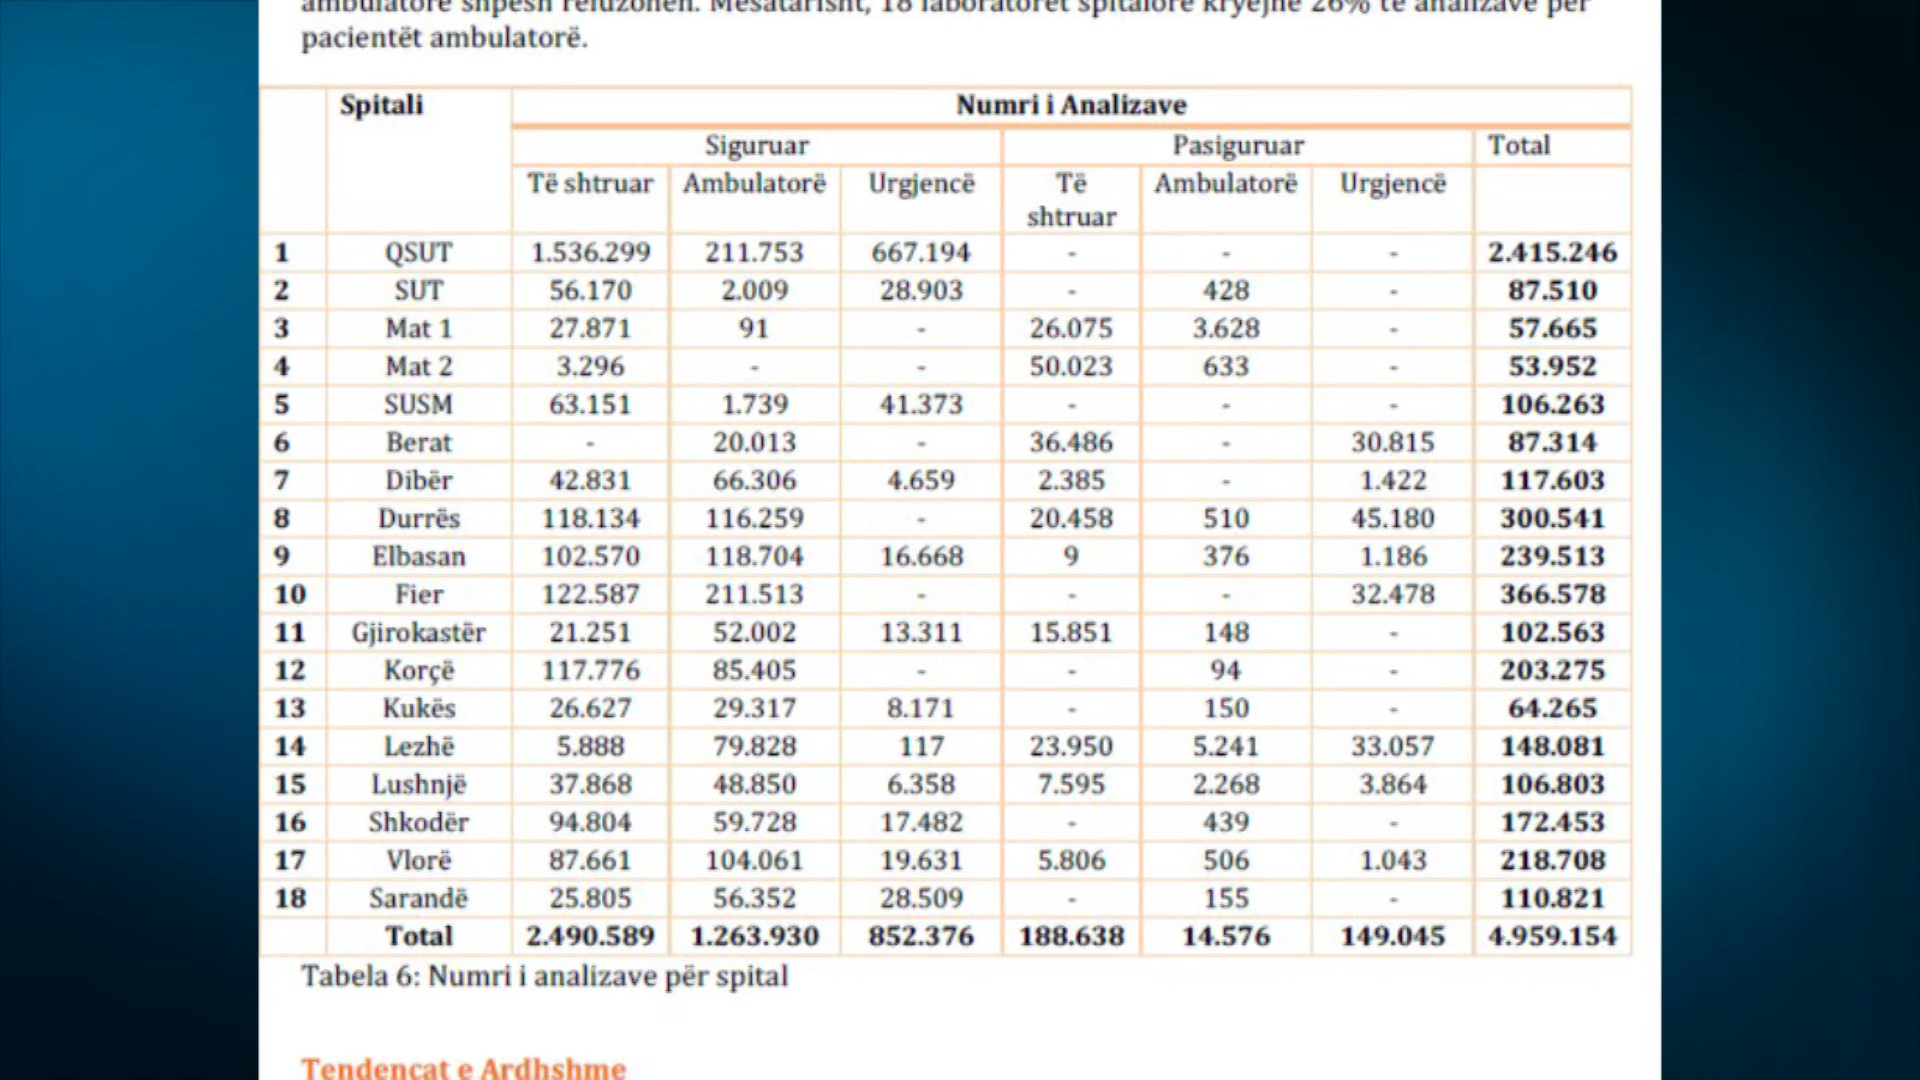 ambulatorë shpesh refuzohen. Mesatarisht, 18 laboratorët spitalorë kryejnë 26% të analizave për
pacientët ambulatorë.
Spitali Numri i Analizave
Siguruar Pasiguruar Total
Të shtruar Ambulatorë Urgjencë Të shtruar Ambulatorë Urgjencë
1 QSUT 1.536.299 211.753 667.194 - - - 2.415.246
2 SUT 56.170 2.009 28.903 - 428 - 87.510
3 Mat 1 27.871 91 - 26.075 3.628 - 57.665
4 Mat 2 3.296 - - 50.023 633 - 53.952
5 SUSM 63.151 1.739 41.373 - - - 106.263
6 Berat - 20.013 - 36.486 - 30.815 87.314
7 Dibër 42.831 66.306 4.659 2.385 - 1.422 117.603
8 Durrës 118.134 116.259 - 20.458 510 45.180 300.541
9 Elbasan 102.570 118.704 16.668 9 376 1.186 239.513
10 Fier 122.587 211.513 - - - 32.478 366.578
11 Gjirokastër 21.251 52.002 13.311 15.851 148 - 102.563
12 Korçë 117.776 85.405 - - 94 - 203.275
13 Kukës 26.627 29.317 8.171 - 150 - 64.265
14 Lezhë 5.888 79.828 117 23.950 5.241 33.057 148.081
15 Lushnjë 37.868 48.850 6.358 7.595 2.268 3.864 106.803
16 Shkodër 94.804 59.728 17.482 - 439 - 172.453
17 Vlorë 87.661 104.061 19.631 5.806 506 1.043 218.708
18 Sarandë 25.805 56.352 28.509 - 155 - 110.821
Total 2.490.589 1.263.930 852.376 188.638 14.576 149.045 4.959.154
Tabela 6: Numri i analizave për spital
Tendencat e Ardhshme